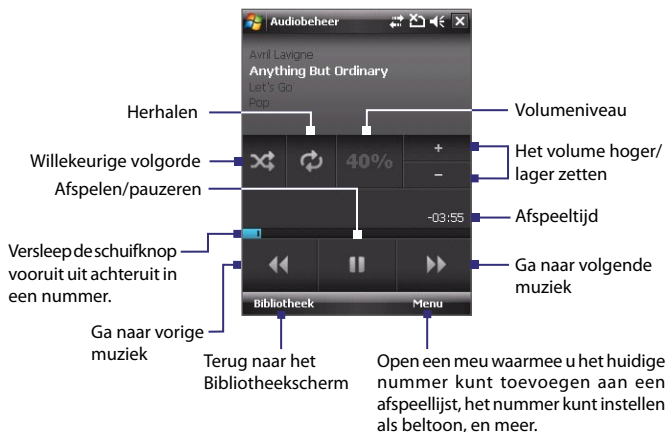 Audiobeheer
Avril Lavigne
Anything But Ordinary
Let's Go
Pop
Herhalen
Volumeniveau
Willekeurige volgorde
40%
+
−
Het volume hoger/
lager zetten
Afspelen/pauzeren
-03:55
Afspeeltijd
Versleep de schuifknop
vooruit uit achteruit in
een nummer.
Ga naar volgende
muziek
Bibliotheek
Menu
Ga naar vorige
muziek
Terug naar het
Bibliotheekscherm
Open een meu waarmee u het huidige
nummer kunt toevoegen aan een
afspeellijst, het nummer kunt instellen
als beltoon, en meer.